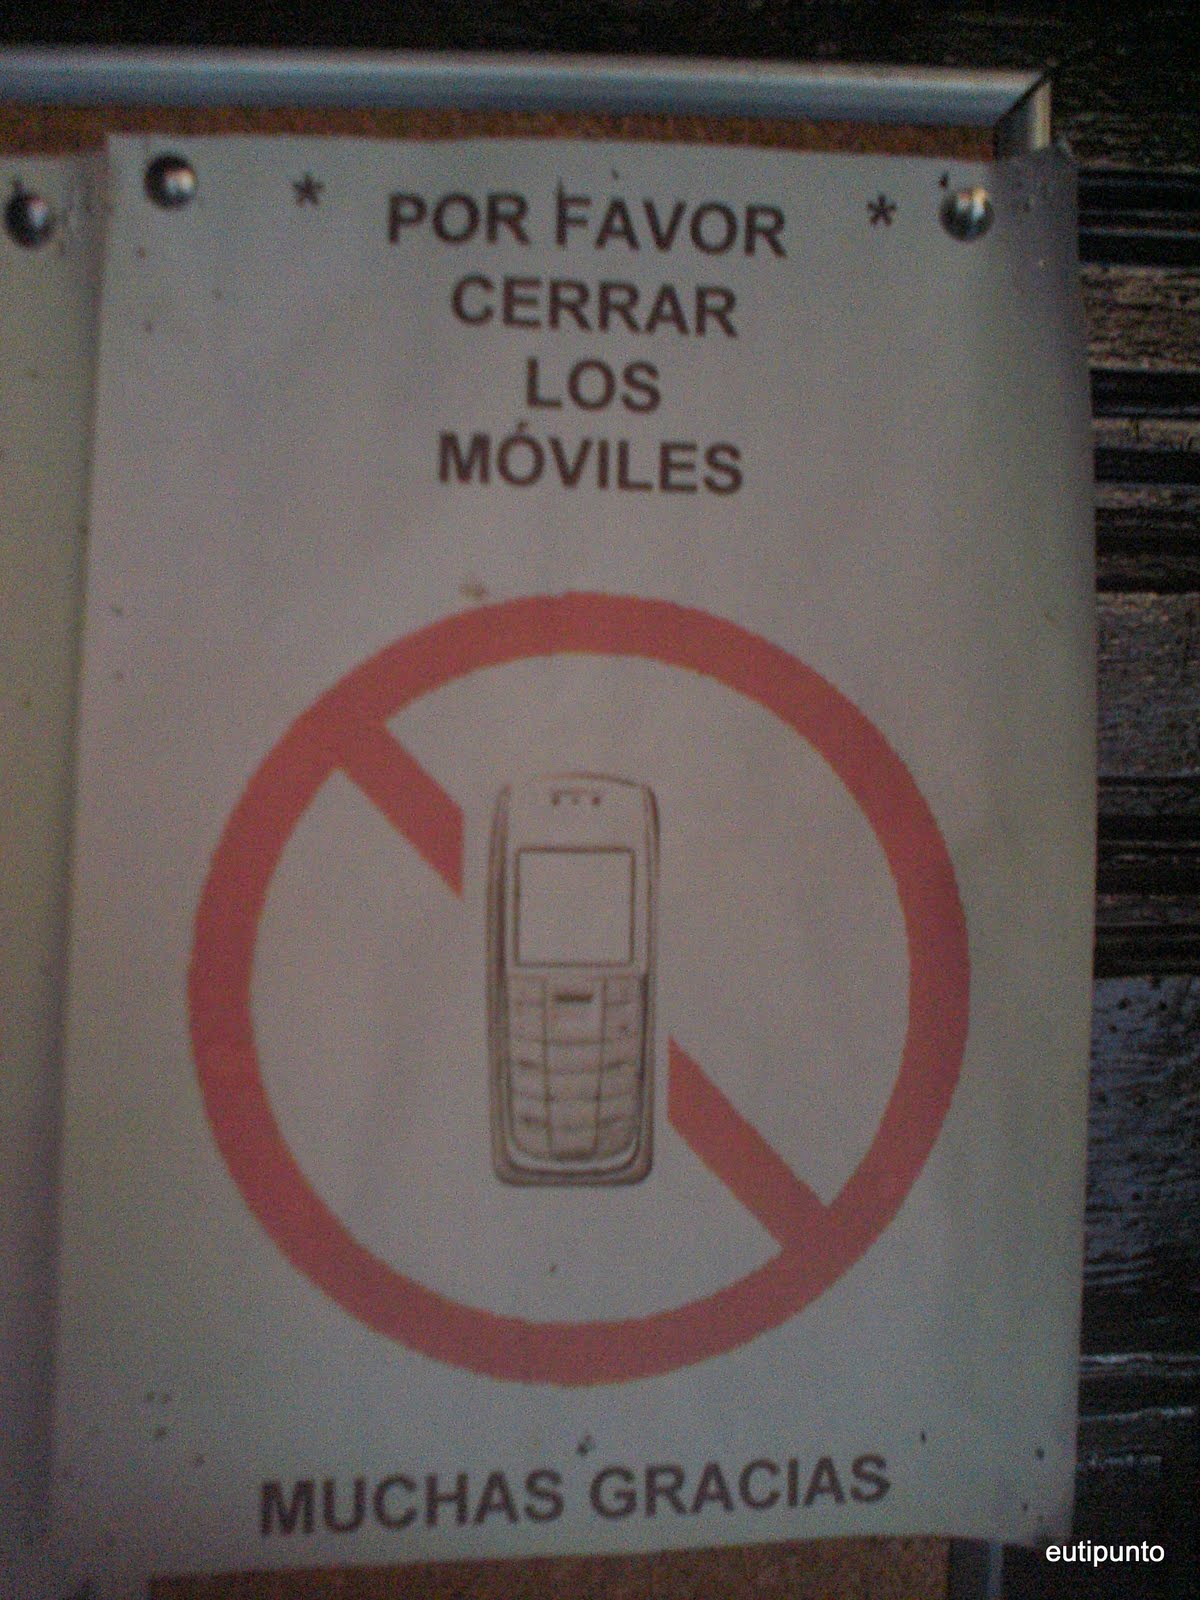 * POR FAVOR *
CERRAR
LOS
MÓVILES
MUCHAS GRACIAS
eutipunto